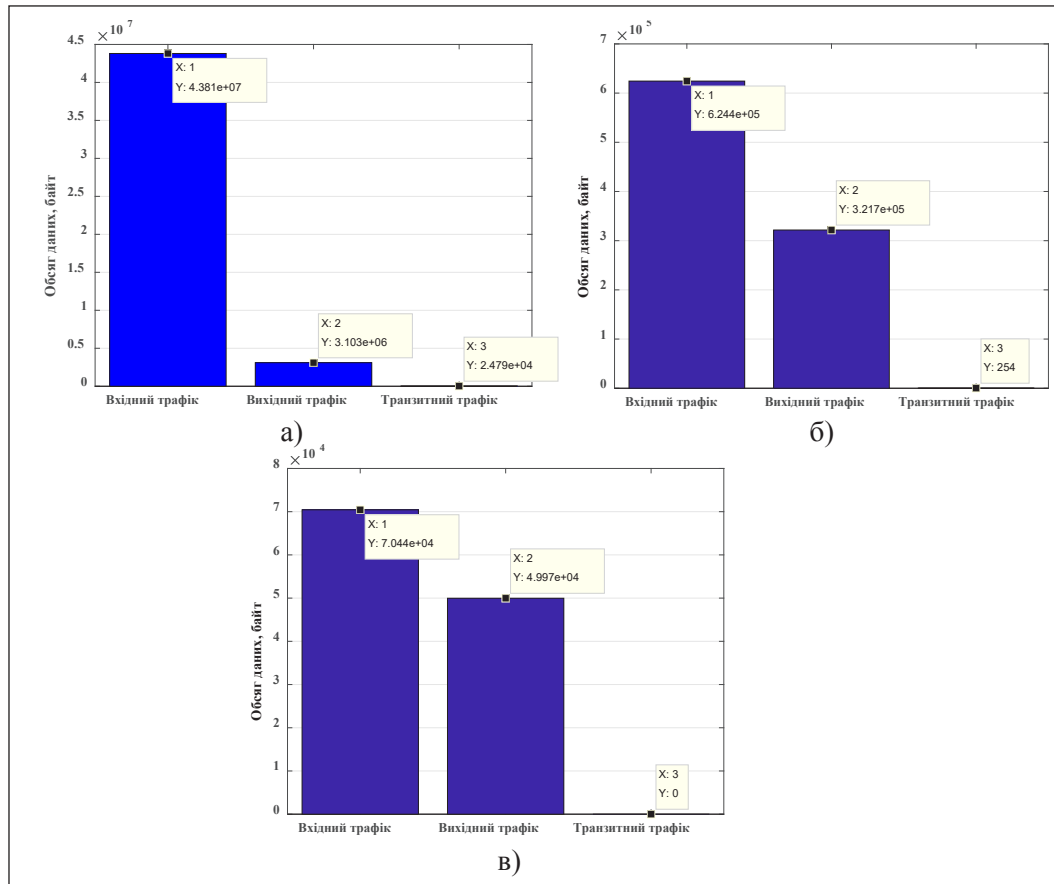 ×10 7
4.5
4
3.5
3
2.5
2
1.5
1
0.5
0
Обсяг даних, байт
X: 1
Y: 4.381e+07
X: 2
Y: 3.103e+06
X: 3
Y: 2.479e+04
Вхідний трафік
Вихідний трафік
Транзитний трафік
а)
×10 5
7
6
5
4
3
2
1
0
Обсяг даних, байт
X: 1
Y: 6.244e+05
X: 2
Y: 3.217e+05
X: 3
Y: 254
Вхідний трафік
Вихідний трафік
Транзитний трафік
б)
×10 4
8
7
6
5
4
3
2
1
0
Обсяг даних, байт
X: 1
Y: 7.044e+04
X: 2
Y: 4.997e+04
X: 3
Y: 0
Вхідний трафік
Вихідний трафік
Транзитний трафік
в)